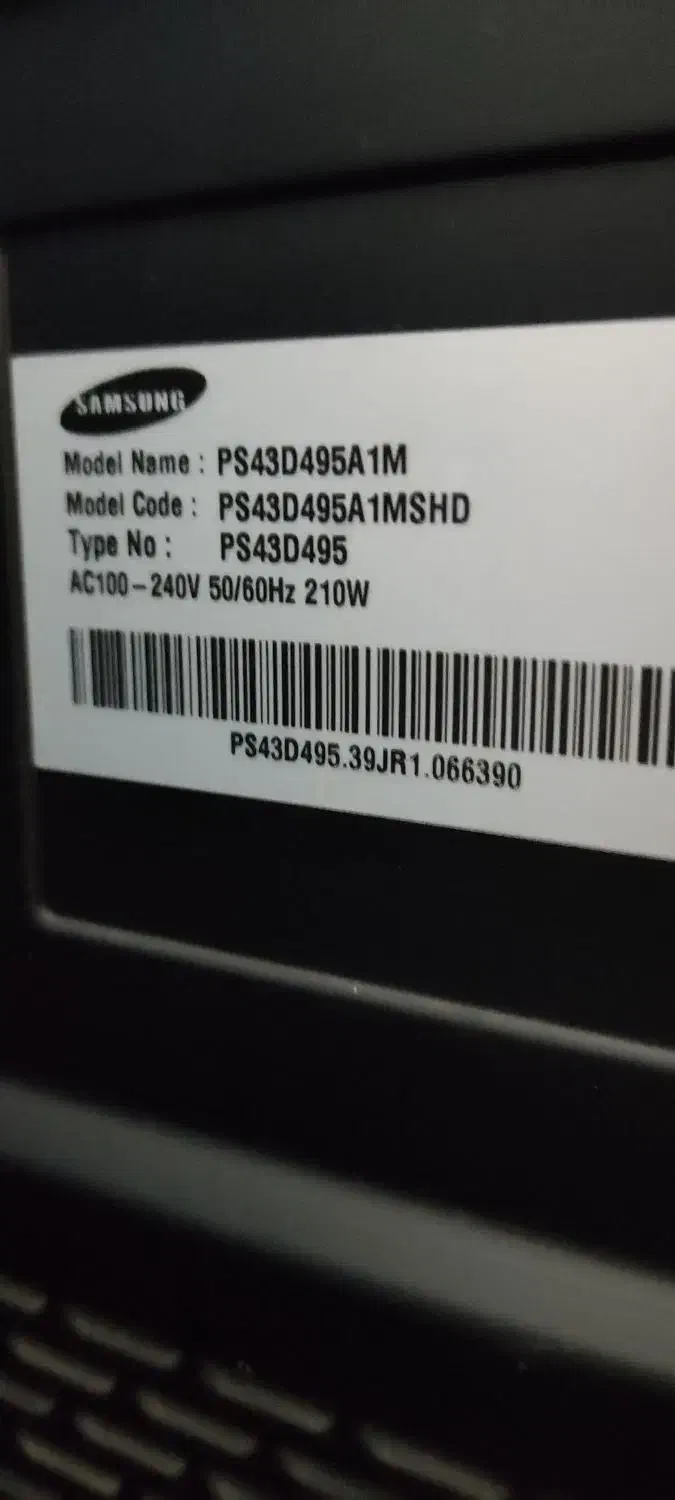 SAMSUNG
Model Name : PS43D495A1M
Model Code : PS43D495A1MSHD
Type No : PS43D495
AC100-240V 50/60Hz 210W
PS43D495.39JR1.066390